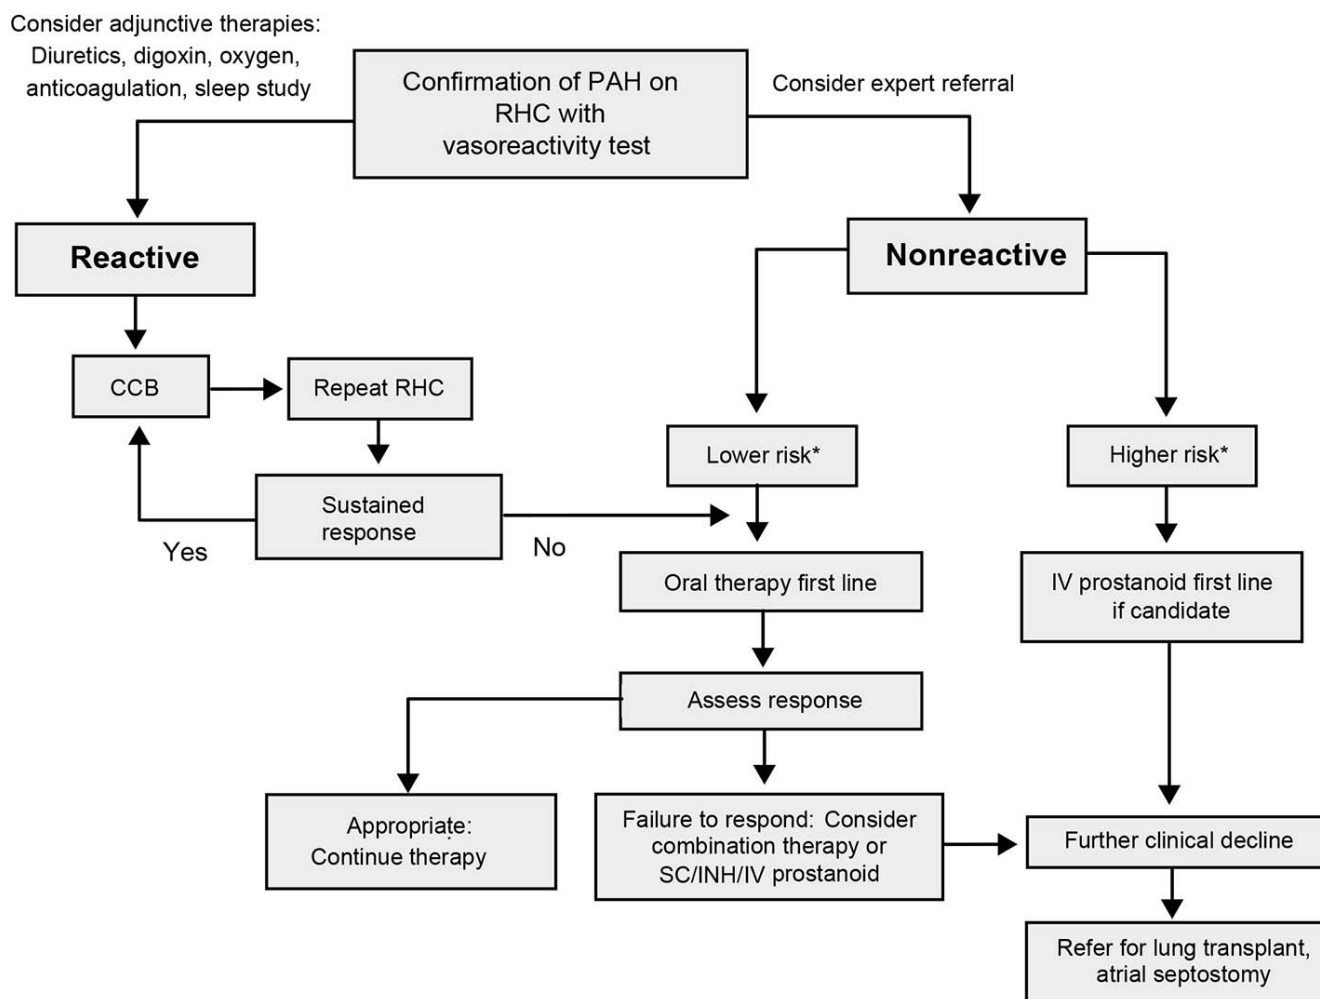 Consider adjunctive therapies:
Diuretics, digoxin, oxygen,
anticoagulation, sleep study
Confirmation of PAH on
RHC with
vasoreactivity test
Consider expert referral
Reactive
Nonreactive
CCB
Repeat RHC
Lower risk*
Higher risk*
Sustained
response
Yes
No
Oral therapy first line
IV prostanoid first line
if candidate
Assess response
Appropriate:
Continue therapy
Failure to respond: Consider
combination therapy or
SC/INH/IV prostanoid
Further clinical decline
Refer for lung transplant,
atrial septostomy